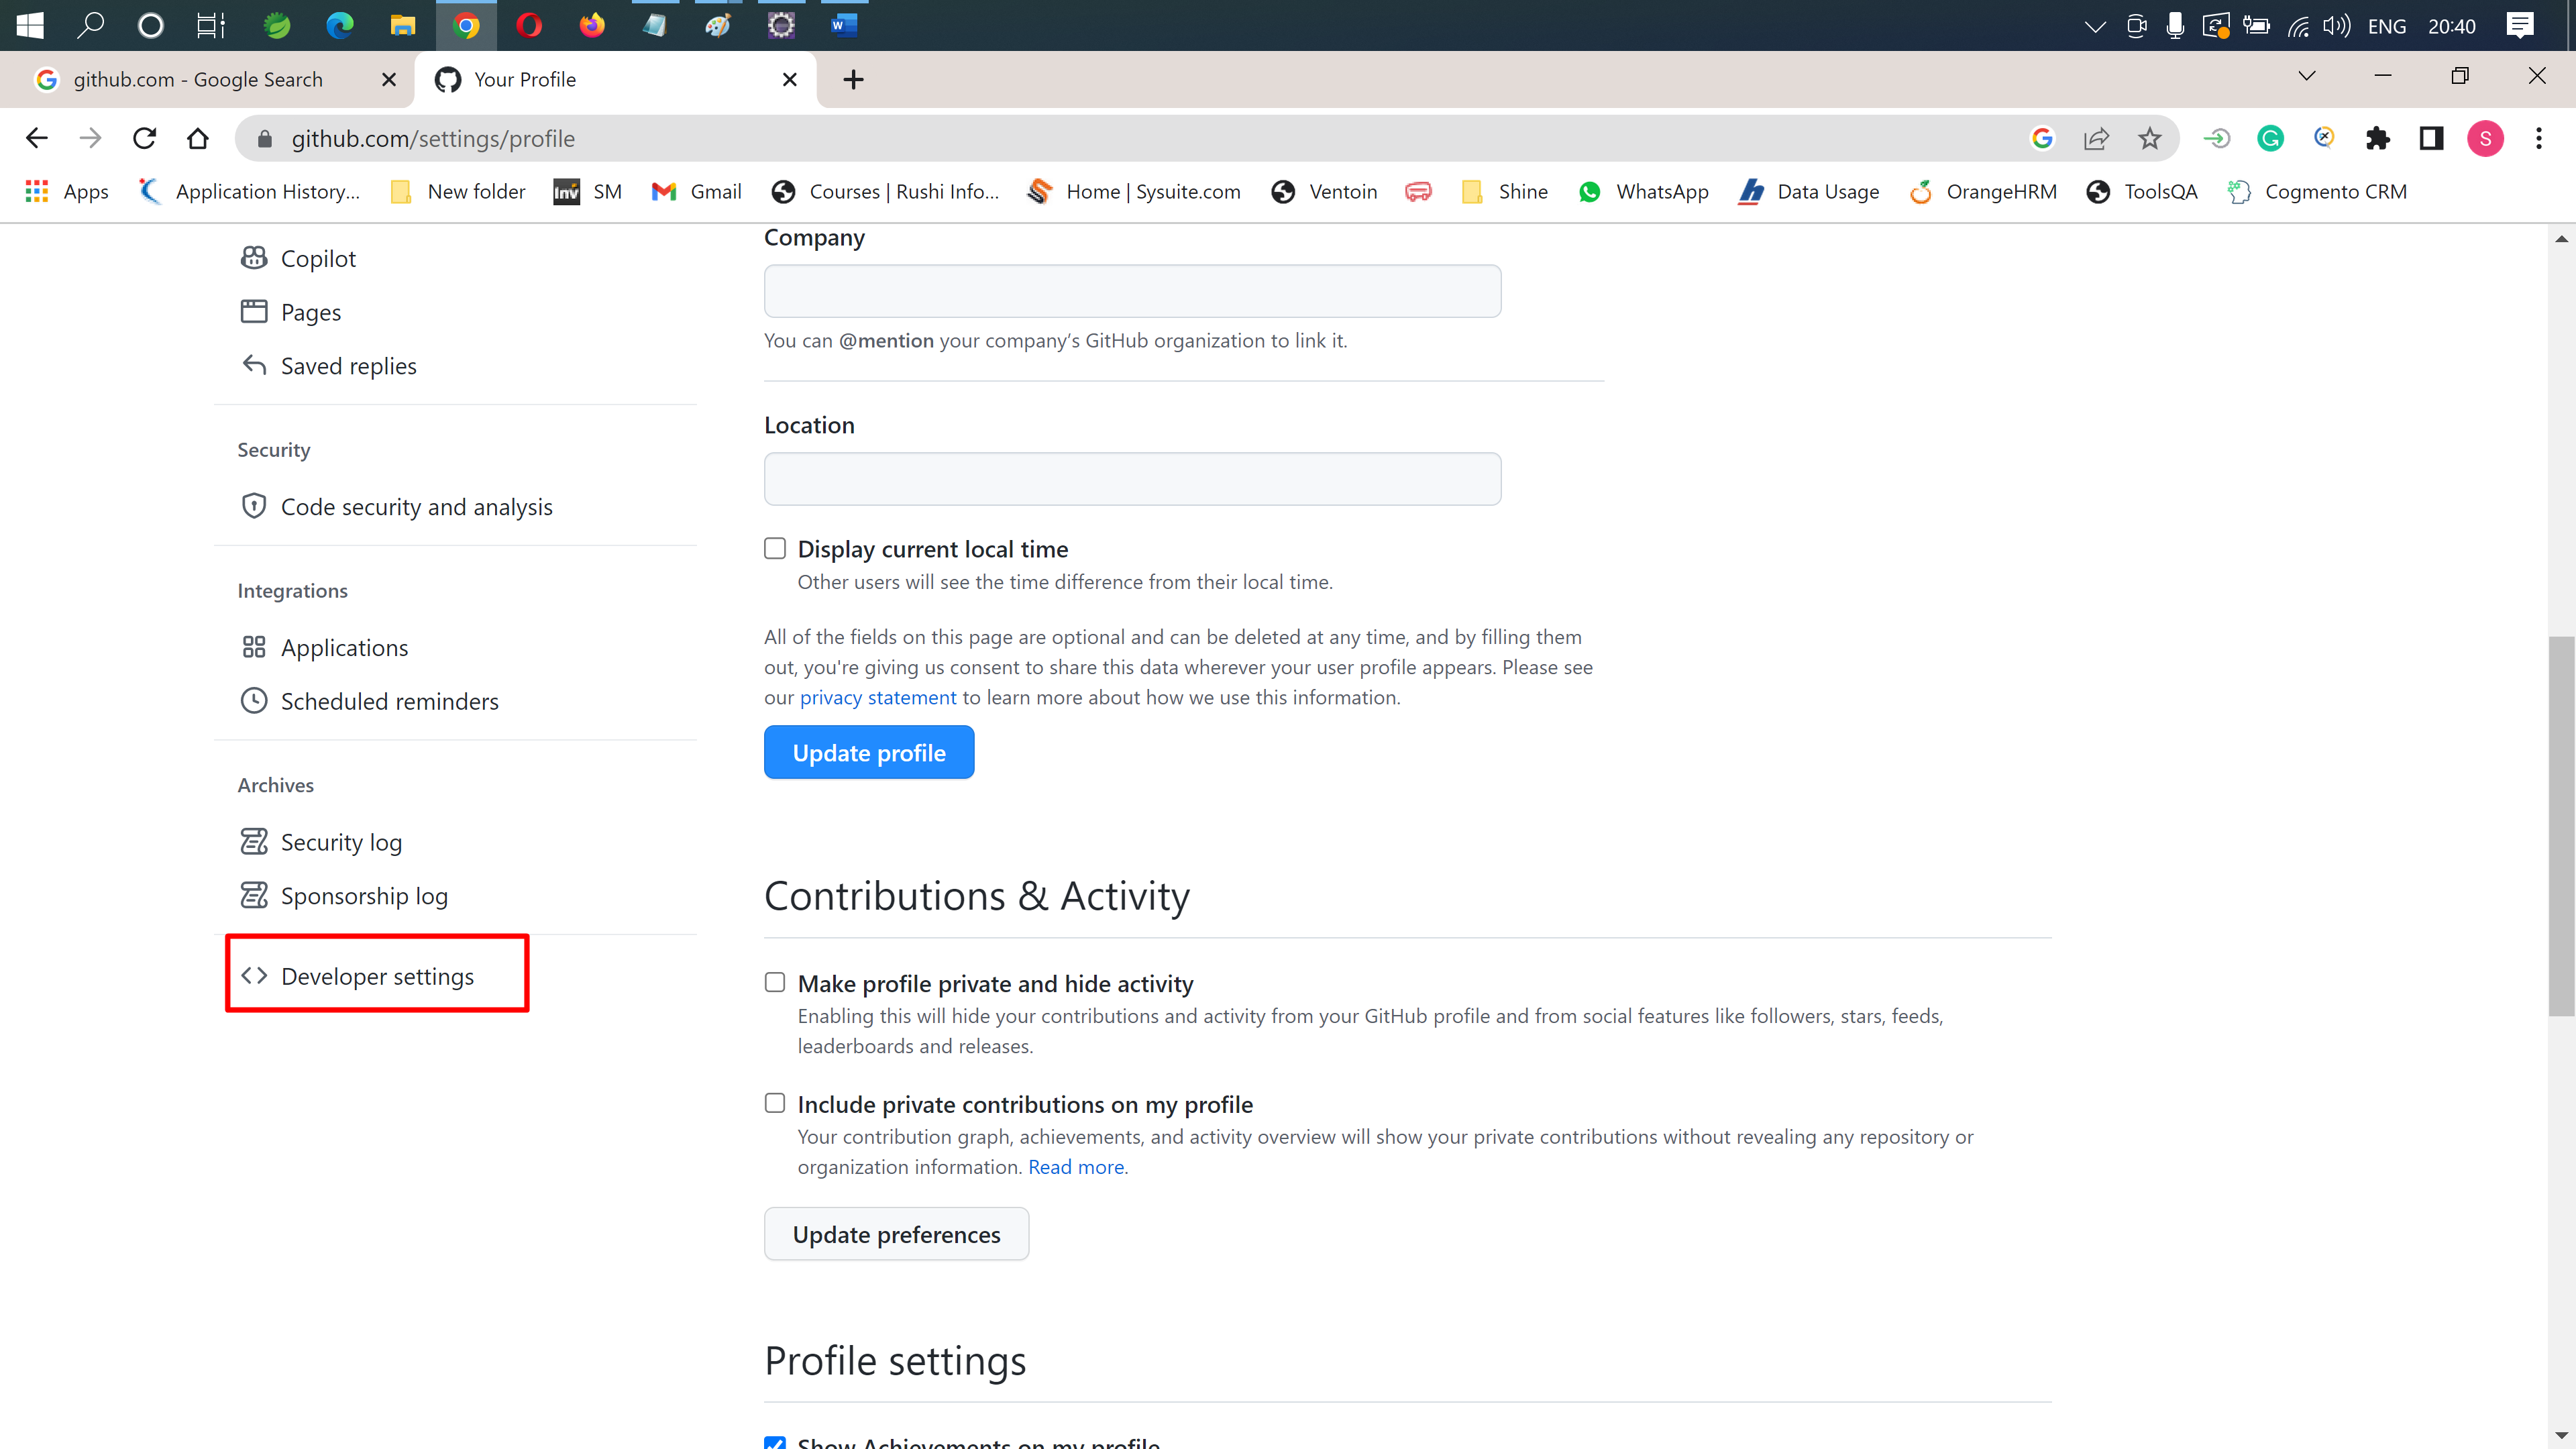 ENG
20:40
github.com - Google Search
Your Profile
github.com/settings/profile
S
Apps
Application History...
New folder
Inv
SM
Gmail
Courses | Rushi Info...
Home | Sysuite.com
Ventoin
Shine
WhatsApp
Data Usage
OrangeHRM
ToolsQA
Cogmento CRM
Copilot
Pages
Saved replies
Security
Code security and analysis
Integrations
Applications
Scheduled reminders
Archives
Security log
Sponsorship log
Developer settings
Company
You can @mention your company’s GitHub organization to link it.
Location
Display current local time
Other users will see the time difference from their local time.
All of the fields on this page are optional and can be deleted at any time, and by filling them
out, you're giving us consent to share this data wherever your user profile appears. Please see
our privacy statement to learn more about how we use this information.
Update profile
Contributions & Activity
Make profile private and hide activity
Enabling this will hide your contributions and activity from your GitHub profile and from social features like followers, stars, feeds,
leaderboards and releases.
Include private contributions on my profile
Your contribution graph, achievements, and activity overview will show your private contributions without revealing any repository or
organization information. Read more.
Update preferences
Profile settings
Show Achievements on my profile